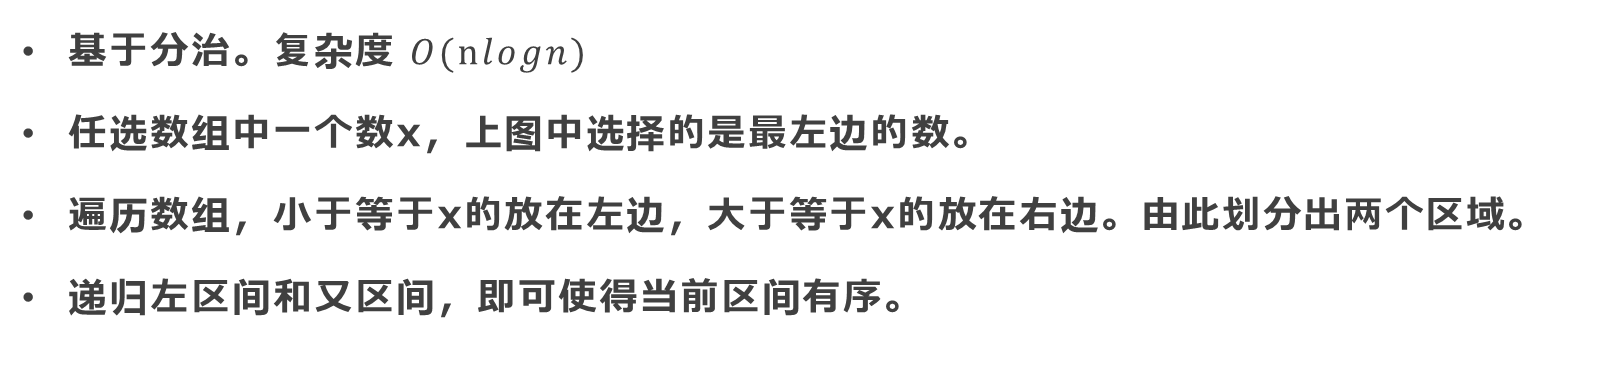 • 基于分治。复杂度 O(nlogn)
• 任选数组中一个数x，上图中选择的是最左边的数。
• 遍历数组，小于等于x的放在左边，大于等于x的放在右边。由此划分出两个区域。
• 递归左区间和又区间，即可使得当前区间有序。